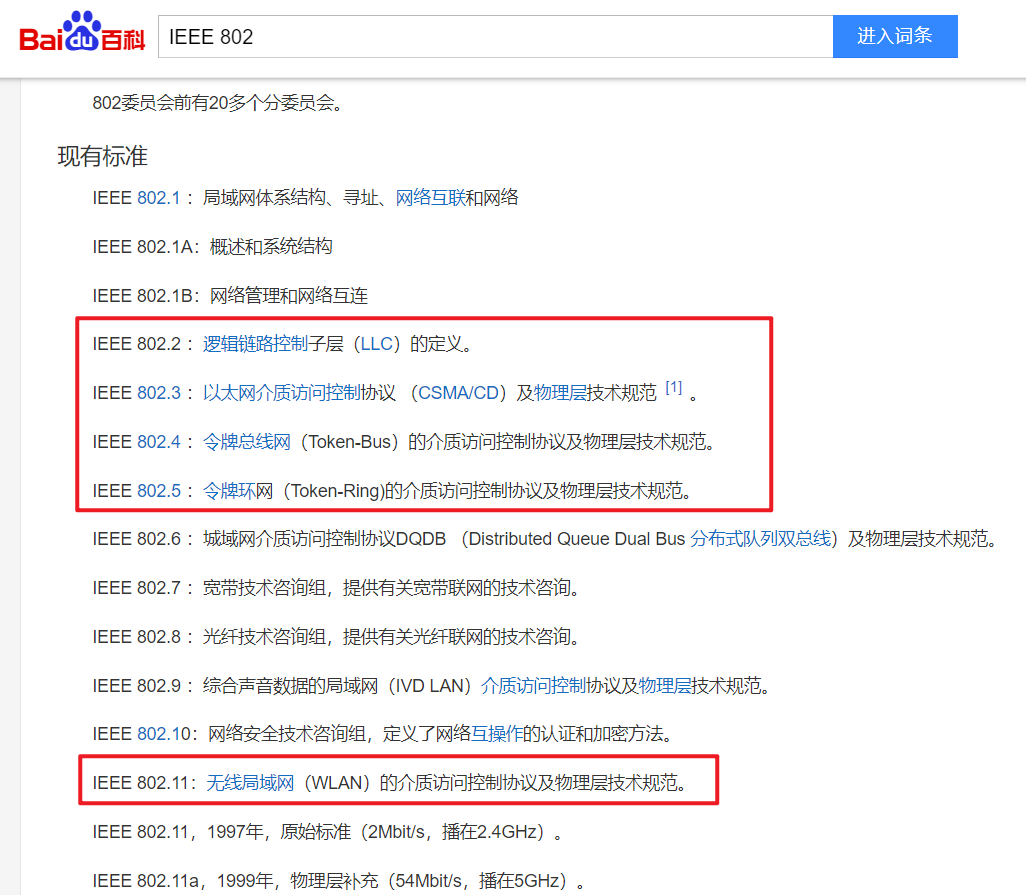 Bai du 百科
IEEE 802
进入词条
802委员会前有20多个分委员会。
现有标准
IEEE 802.1 ：局域网体系结构、寻址、网络互联和网络
IEEE 802.1A：概述和系统结构
IEEE 802.1B：网络管理和网络互连
IEEE 802.2 ：逻辑链路控制子层（LLC）的定义。
IEEE 802.3 ：以太网介质访问控制协议 （CSMA/CD）及物理层技术规范 [1] 。
IEEE 802.4 ：令牌总线网（Token-Bus）的介质访问控制协议及物理层技术规范。
IEEE 802.5 ：令牌环网（Token-Ring)的介质访问控制协议及物理层技术规范。
IEEE 802.6 ：城域网介质访问控制协议DQDB （Distributed Queue Dual Bus 分布式队列双总线）及物理层技术规范。
IEEE 802.7 ：宽带技术咨询组，提供有关宽带联网的技术咨询。
IEEE 802.8 ：光纤技术咨询组，提供有关光纤联网的技术咨询。
IEEE 802.9 ：综合声音数据的局域网（IVD LAN）介质访问控制协议及物理层技术规范。
IEEE 802.10：网络安全技术咨询组，定义了网络互操作的认证和加密方法。
IEEE 802.11：无线局域网（WLAN）的介质访问控制协议及物理层技术规范。
IEEE 802.11，1997年，原始标准（2Mbit/s，播在2.4GHz）。
IEEE 802.11a，1999年，物理层补充（54Mbit/s，播在5GHz）。